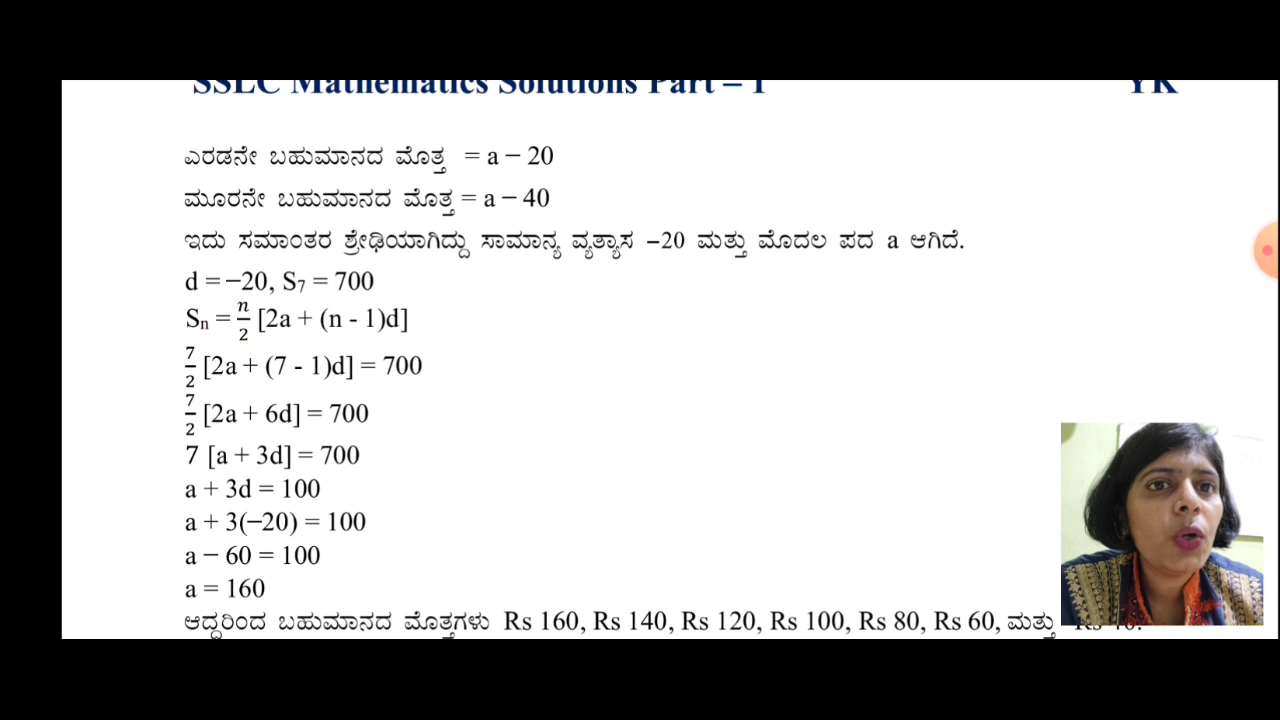 SSLC Mathematics Solutions Part – 1 YK
ಎರಡನೇ ಬಹುಮಾನದ ಮೊತ್ತ = a – 20
ಮೂರನೇ ಬಹುಮಾನದ ಮೊತ್ತ = a – 40
ಇದು ಸಮಾಂತರ ಶ್ರೇಢಿಯಾಗಿದ್ದು ಸಾಮಾನ್ಯ ವ್ಯತ್ಯಾಸ –20 ಮತ್ತು ಮೊದಲ ಪದ a ಆಗಿದೆ.
d = –20, S₇ = 700
Sₙ = n/2 [2a + (n - 1)d]
7/2 [2a + (7 - 1)d] = 700
7/2 [2a + 6d] = 700
7 [a + 3d] = 700
a + 3d = 100
a + 3(–20) = 100
a – 60 = 100
a = 160
ಆದ್ದರಿಂದ ಬಹುಮಾನದ ಮೊತ್ತಗಳು Rs 160, Rs 140, Rs 120, Rs 100, Rs 80, Rs 60, ಮತ್ತು